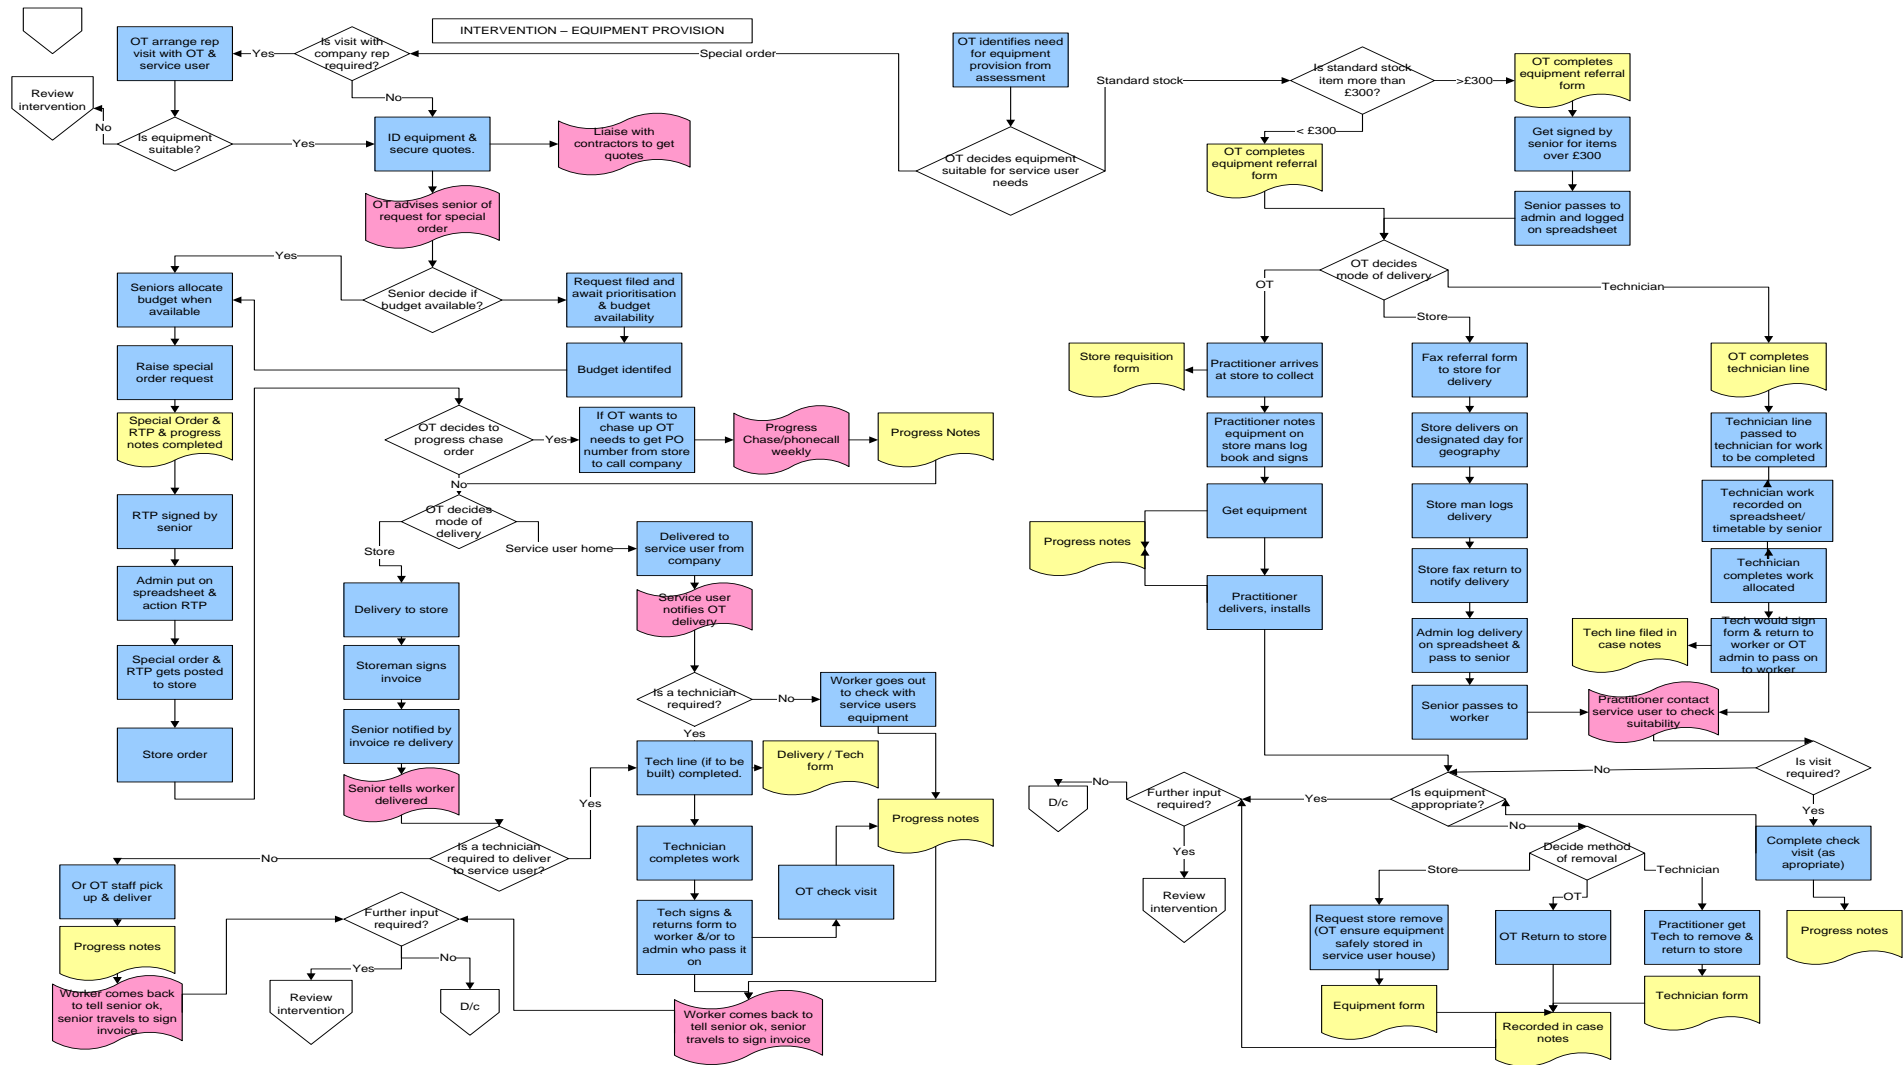 INTERVENTION – EQUIPMENT PROVISION
OT arrange rep
visit with OT &
service user
Yes
Is visit with
company rep
required?
Special order
OT identifies need
for equipment
provision from
assessment
Standard stock
Is standard stock
item more than
£300?
>£300
OT completes
equipment referral
form
Review
intervention
No
Is equipment
suitable?
Yes
No
ID equipment &
secure quotes.
Liaise with
contractors to get
quotes
OT decides equipment
suitable for service user
needs
< £300
OT completes
equipment referral
form
Get signed by
senior for items
over £300
Senior passes to
admin and logged
on spreadsheet
OT advises senior of
request for special
order
Yes
Senior decide if
budget available?
Seniors allocate
budget when
available
Request filed and
await prioritisation
& budget
availability
Budget identifed
Raise special
order request
Special Order &
RTP & progress
notes completed
RTP signed by
senior
Admin put on
spreadsheet &
action RTP
Special order &
RTP gets posted
to store
Store order
OT decides to
progress chase
order
Yes
If OT wants to
chase up OT
needs to get PO
number from store
to call company
Progress
Chase/phonecall
weekly
Progress Notes
No
OT decides
mode of
delivery
Store
Service user home
Delivered to
service user from
company
Service user
notifies OT
delivery
Delivery to store
Storeman signs
invoice
Senior notified by
invoice re delivery
Senior tells worker
delivered
Is a technician
required?
No
Worker goes out
to check with
service users
equipment
Yes
Tech line (if to be
built) completed.
Delivery / Tech
form
Yes
Is a technician
required to deliver
to service user?
No
Technician
completes work
Progress notes
OT check visit
Tech signs &
returns form to
worker &/or to
admin who pass it
on
Or OT staff pick
up & deliver
Progress notes
Worker comes back
to tell senior ok,
senior travels to sign
invoice
Further input
required?
Yes
No
Review
intervention
D/c
Worker comes back to
tell senior ok, senior
travels to sign invoice
OT decides
mode of delivery
OT
Store
Technician
Store requisition
form
Practitioner arrives
at store to collect
Practitioner notes
equipment on
store mans log
book and signs
Get equipment
Progress notes
Practitioner
delivers, installs
Fax referral form
to store for
delivery
Store delivers on
designated day for
geography
Store man logs
delivery
Store fax return to
notify delivery
Admin log delivery
on spreadsheet &
pass to senior
Senior passes to
worker
OT completes
technician line
Technician line
passed to
technician for work
to be completed
Technician work
recorded on
spreadsheet/
timetable by senior
Technician
completes work
allocated
Tech would sign
form & return to
worker or OT
admin to pass on
to worker
Tech line filed in
case notes
Practitioner contact
service user to check
suitability
Is visit
required?
No
Yes
Complete check
visit (as
apropriate)
Progress notes
Is equipment
appropriate?
Yes
No
Further input
required?
No
D/c
Yes
Review
intervention
Decide method
of removal
Store
OT
Technician
Request store remove
(OT ensure equipment
safely stored in
service user house)
OT Return to store
Practitioner get
Tech to remove &
return to store
Equipment form
Technician form
Recorded in case
notes